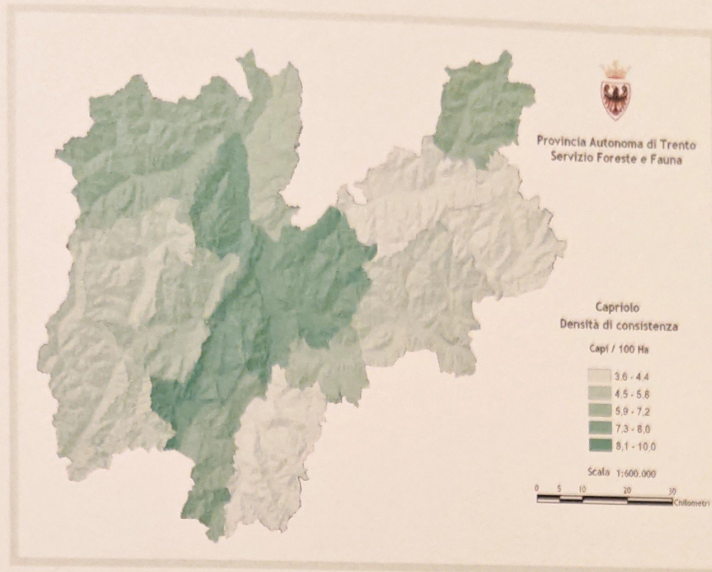 Provincia Autonoma di Trento
Servizio Foreste e Fauna
Capriolo
Densità di consistenza
Capi / 100 Ha
3,6 - 4,4
4,5 - 5,8
5,9 - 7,2
7,3 - 8,0
8,1 - 10,0
Scala 1:600.000
0 5 10 20 30
Chilometri